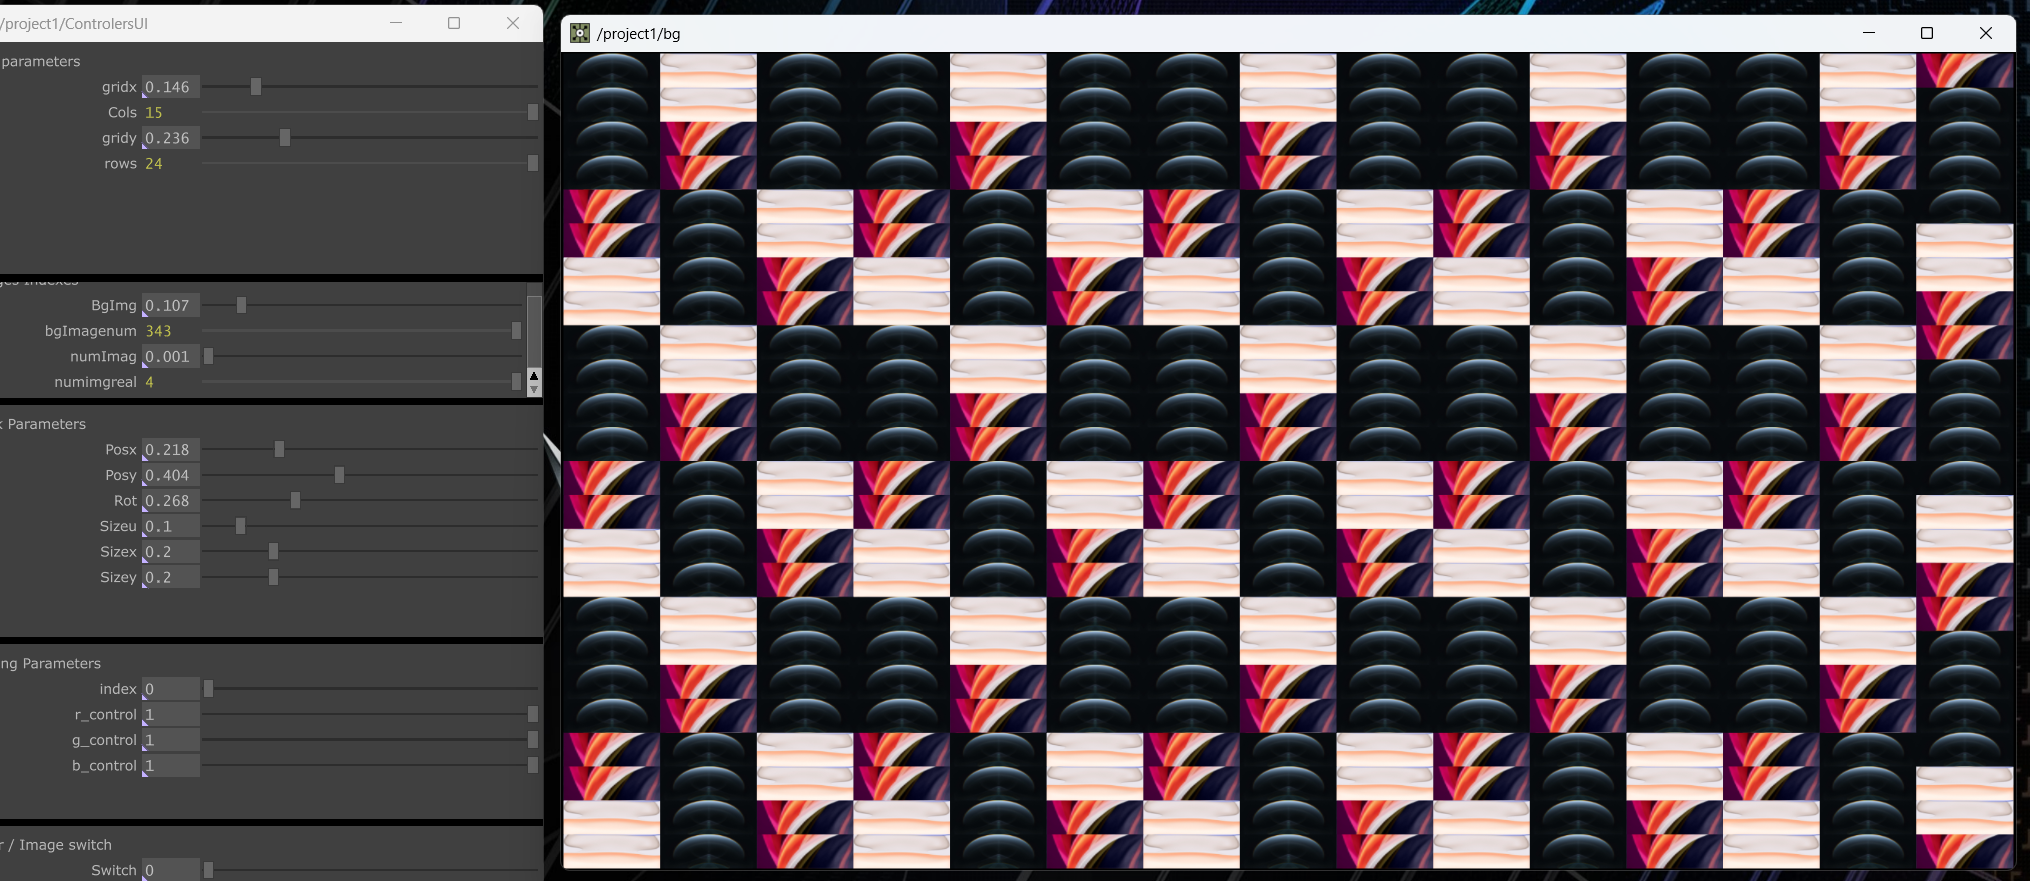 /project1/ControlersUI
parameters
gridx 0.146
Cols 15
gridy 0.236
rows 24
BgImg 0.107
bgImagenum 343
numImag 0.001
numimgreal 4
Parameters
Posx 0.218
Posy 0.404
Rot 0.268
Sizeu 0.1
Sizex 0.2
Sizey 0.2
ng Parameters
index 0
r_control 1
g_control 1
b_control 1
r / Image switch
Switch 0
/project1/bg